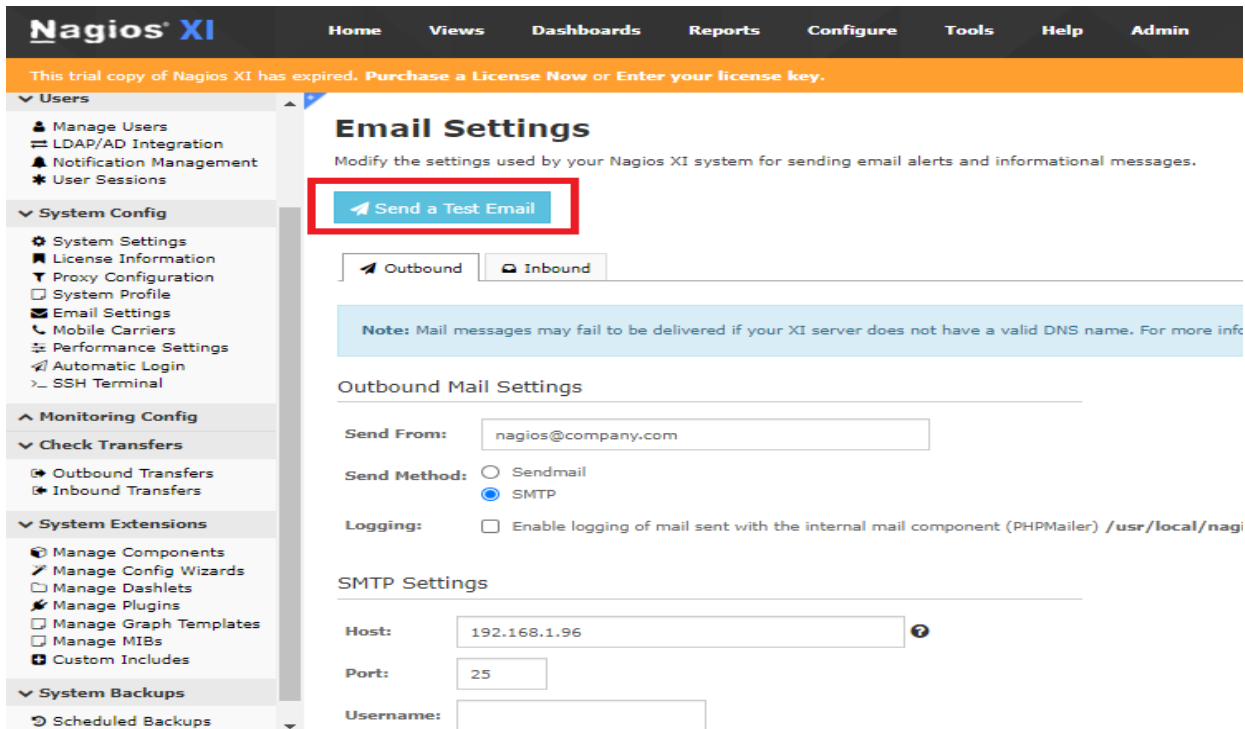 Nagios XI
Home Views Dashboards Reports Configure Tools Help Admin
This trial copy of Nagios XI has expired. Purchase a License Now or Enter your license key.
Users
Manage Users
LDAP/AD Integration
Notification Management
User Sessions
System Config
System Settings
License Information
Proxy Configuration
System Profile
Email Settings
Mobile Carriers
Performance Settings
Automatic Login
SSH Terminal
Monitoring Config
Check Transfers
Outbound Transfers
Inbound Transfers
System Extensions
Manage Components
Manage Config Wizards
Manage Dashlets
Manage Plugins
Manage Graph Templates
Manage MIBs
Custom Includes
System Backups
Scheduled Backups
Email Settings
Modify the settings used by your Nagios XI system for sending email alerts and informational messages.
Send a Test Email
Outbound Inbound
Note: Mail messages may fail to be delivered if your XI server does not have a valid DNS name. For more info
Outbound Mail Settings
Send From: nagios@company.com
Send Method: Sendmail
SMTP
Logging: Enable logging of mail sent with the internal mail component (PHPMailer) /usr/local/nagi
SMTP Settings
Host: 192.168.1.96
Port: 25
Username: